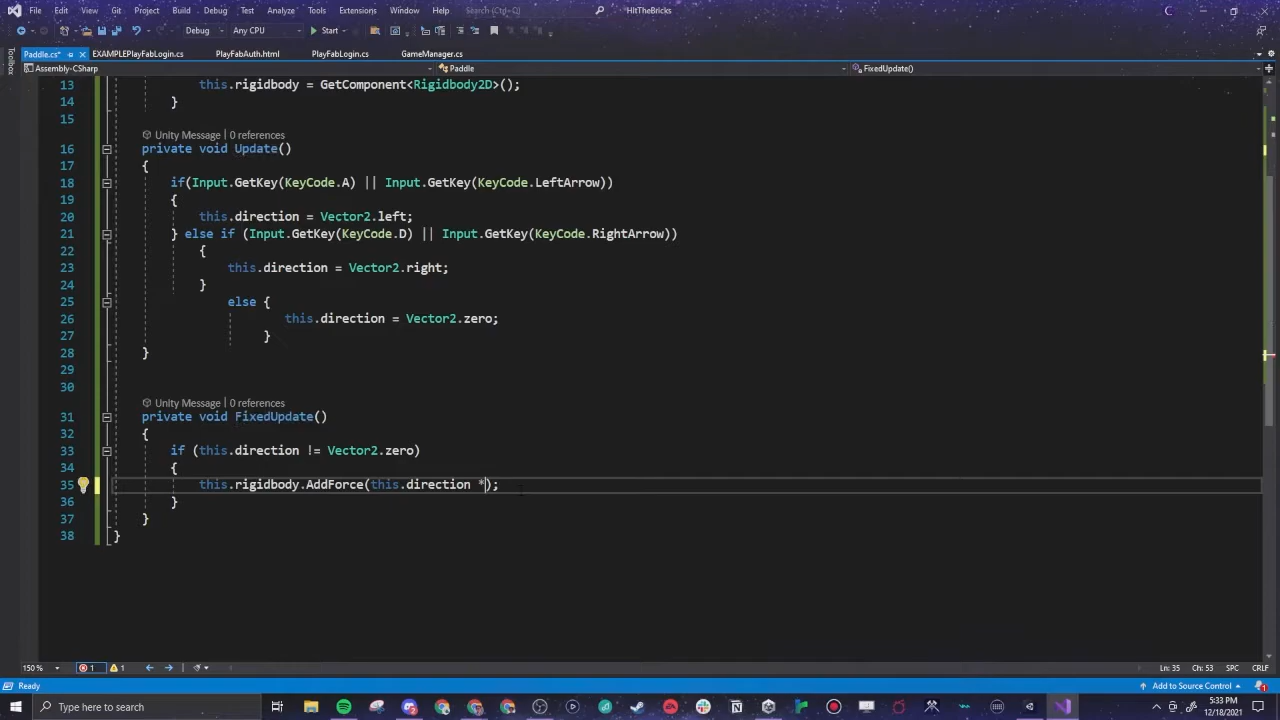 File Edit View Git Project Build Debug Test Analyze Tools Extensions Window Help Search (Ctrl+Q) HitTheBricks
Debug Any CPU Start
Paddle.cs* EXAMPLEPlayFabLogin.cs PlayFabAuth.html PlayFabLogin.cs GameManager.cs
Toolbox
Assembly-CSharp Paddle FixedUpdate()
13 this.rigidbody = GetComponent<Rigidbody2D>();
14 }
15
Unity Message | 0 references
16 private void Update()
17 {
18 if(Input.GetKey(KeyCode.A) || Input.GetKey(KeyCode.LeftArrow))
19 {
20 this.direction = Vector2.left;
21 } else if (Input.GetKey(KeyCode.D) || Input.GetKey(KeyCode.RightArrow))
22 {
23 this.direction = Vector2.right;
24 }
25 else {
26 this.direction = Vector2.zero;
27 }
28 }
29
30
Unity Message | 0 references
31 private void FixedUpdate()
32 {
33 if (this.direction != Vector2.zero)
34 {
35 this.rigidbody.AddForce(this.direction *);
36 }
37 }
38 }
150 % 1 1 Ln: 35 Ch: 53 SPC CRLF
Ready Add to Source Control 1
Type here to search 5:33 PM
12/18/2021